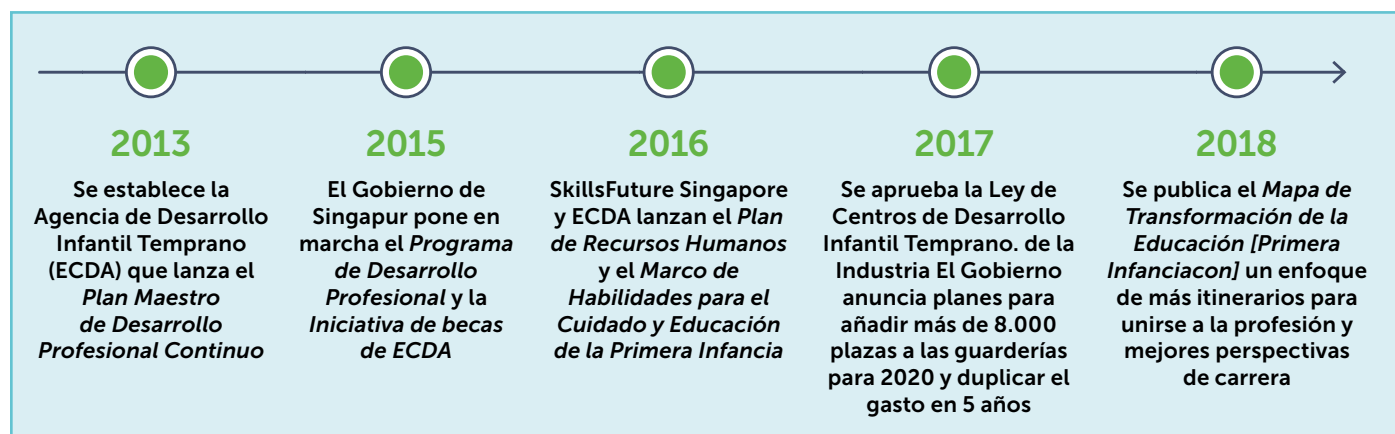 2013
Se establece la
Agencia de Desarrollo
Infantil Temprano
(ECDA) que lanza el
Plan Maestro
de Desarrollo
Profesional Continuo
2015
El Gobierno de
Singapur pone en
marcha el Programa
de Desarrollo
Profesional y la
Iniciativa de becas
de ECDA
2016
SkillsFuture Singapore
y ECDA lanzan el Plan
de Recursos Humanos
y el Marco de
Habilidades para el
Cuidado y Educación
de la Primera Infancia
2017
Se aprueba la Ley de
Centros de Desarrollo
Infantil Temprano. de la
Industria El Gobierno
anuncia planes para
añadir más de 8.000
plazas a las guarderías
para 2020 y duplicar el
gasto en 5 años
2018
Se publica el Mapa de
Transformación de la
Educación [Primera
Infanciacon] un enfoque
de más itinerarios para
unirse a la profesión y
mejores perspectivas
de carrera